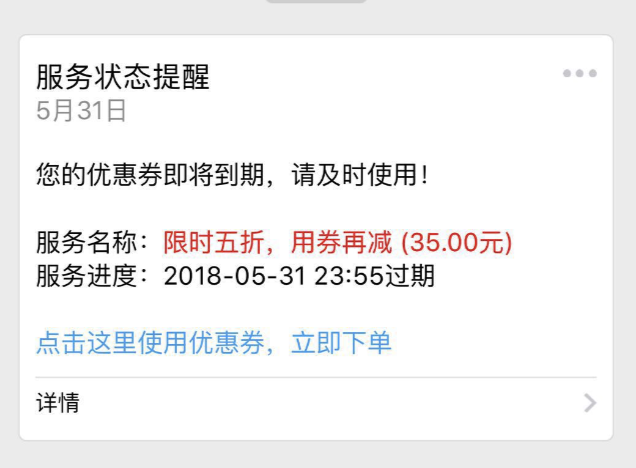 服务状态提醒
5月31日
您的优惠券即将到期，请及时使用！
服务名称：限时五折，用券再减 (35.00元)
服务进度：2018-05-31 23:55过期
点击这里使用优惠券，立即下单
详情